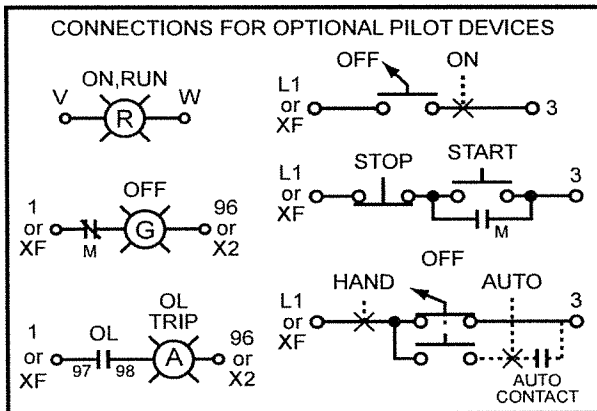 CONNECTIONS FOR OPTIONAL PILOT DEVICES
ON,RUN
V R W
OFF
1 or XF M G 96 or X2
OL TRIP
1 or XF OL 97 98 A 96 or X2
OFF ON
L1 or XF 3
STOP START
L1 or XF M 3
OFF
HAND AUTO
L1 or XF 3
AUTO
CONTACT